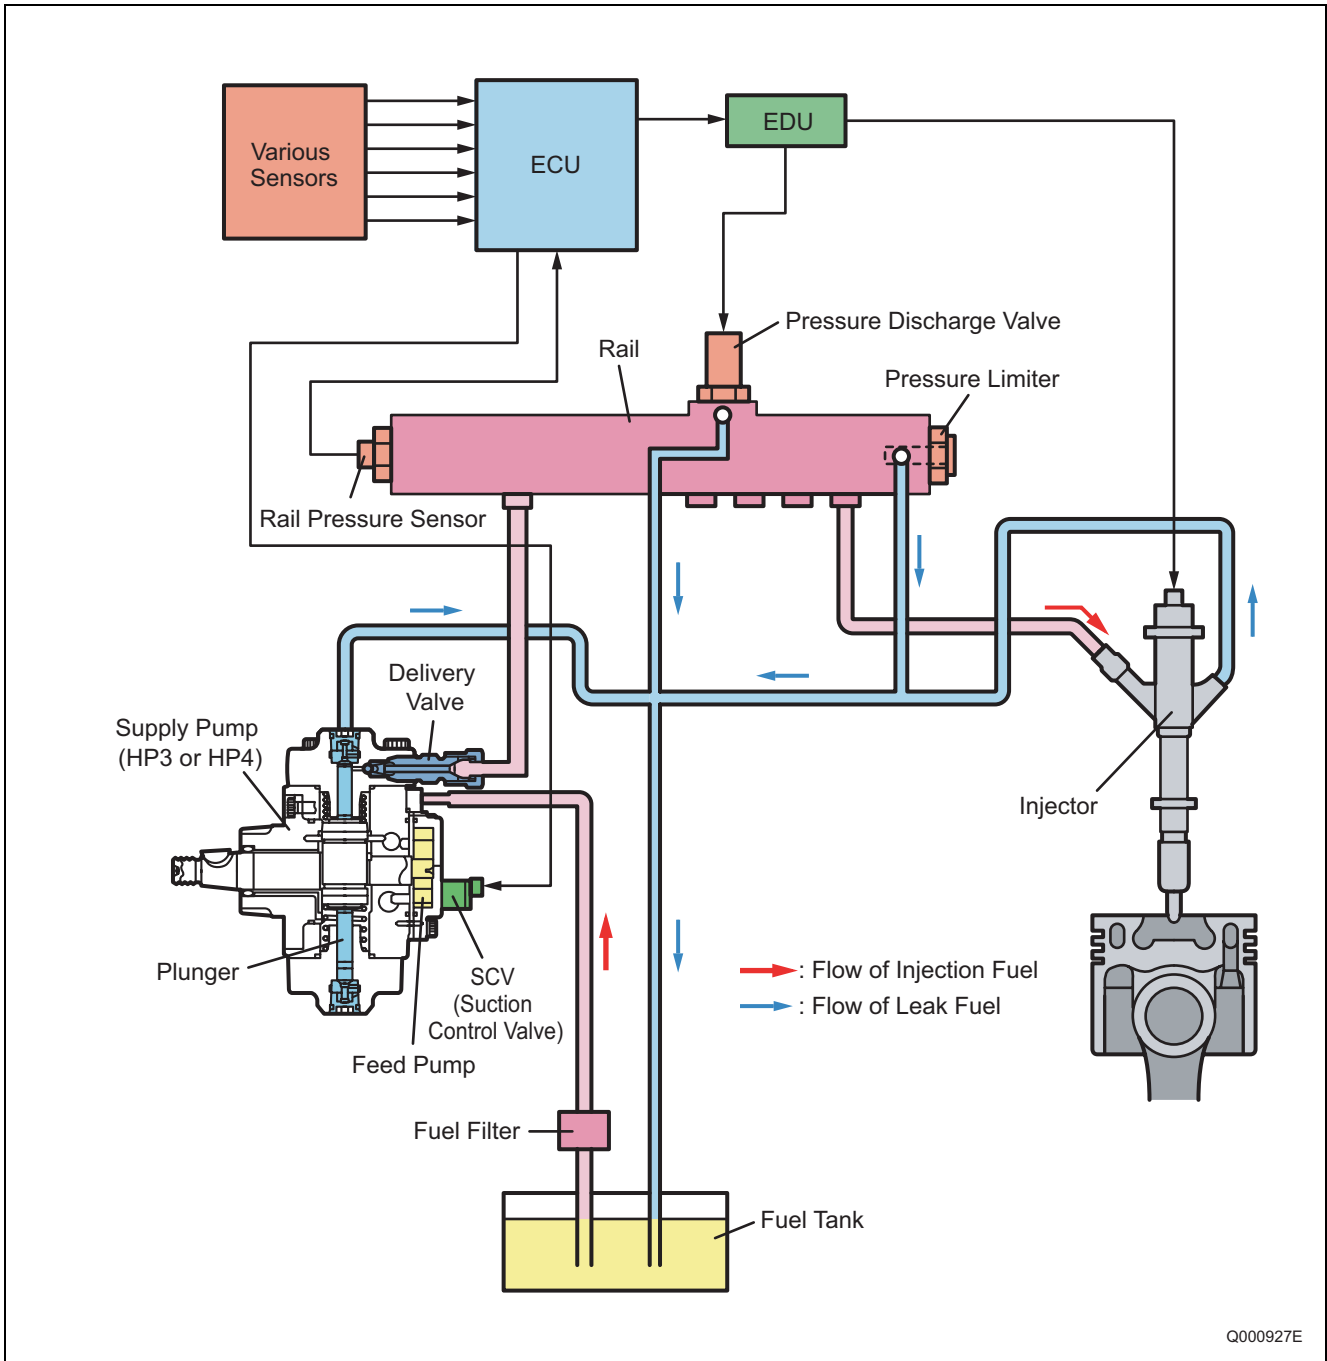 Various
Sensors
ECU
EDU
Pressure Discharge Valve
Rail
Pressure Limiter
Rail Pressure Sensor
Delivery
Valve
Supply Pump
(HP3 or HP4)
Injector
Plunger
SCV
(Suction
Control Valve)
Feed Pump
: Flow of Injection Fuel
: Flow of Leak Fuel
Fuel Filter
Fuel Tank
Q000927E